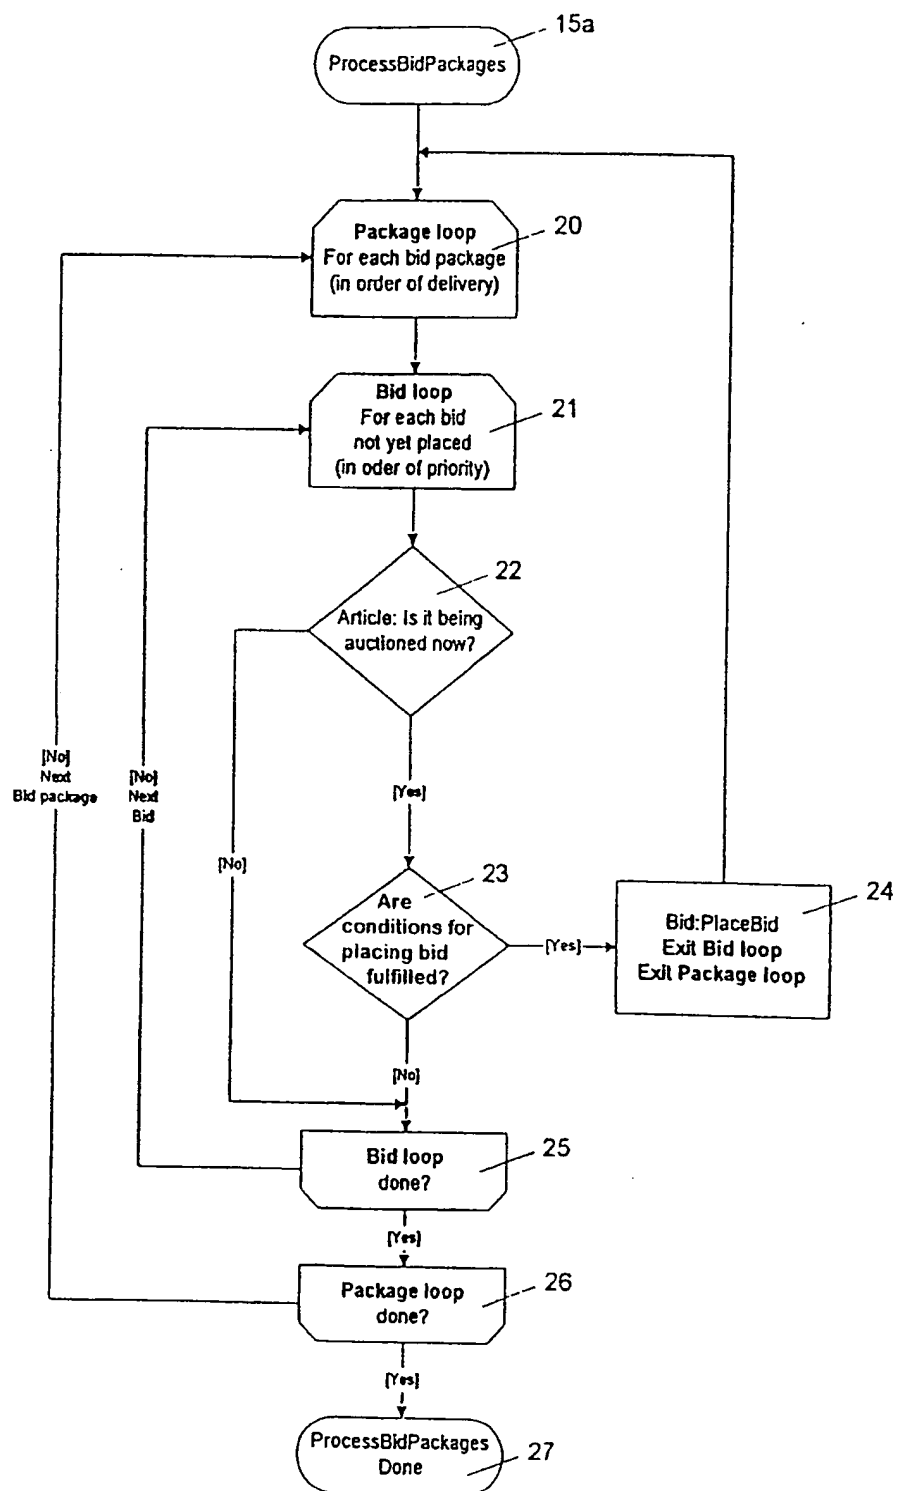 15a
ProcessBidPackages
Package loop
For each bid package
(in order of delivery)
20
Bid loop
For each bid
not yet placed
(in oder of priority)
21
22
Article: Is it being
auctioned now?
[No]
Next
Bid package
[No]
Next
Bid
[Yes]
[No]
23
Are
conditions for
placing bid
fulfilled?
[Yes]
24
Bid:PlaceBid
Exit Bid loop
Exit Package loop
[No]
Bid loop
done?
25
[Yes]
Package loop
done?
26
[Yes]
ProcessBidPackages
Done
27